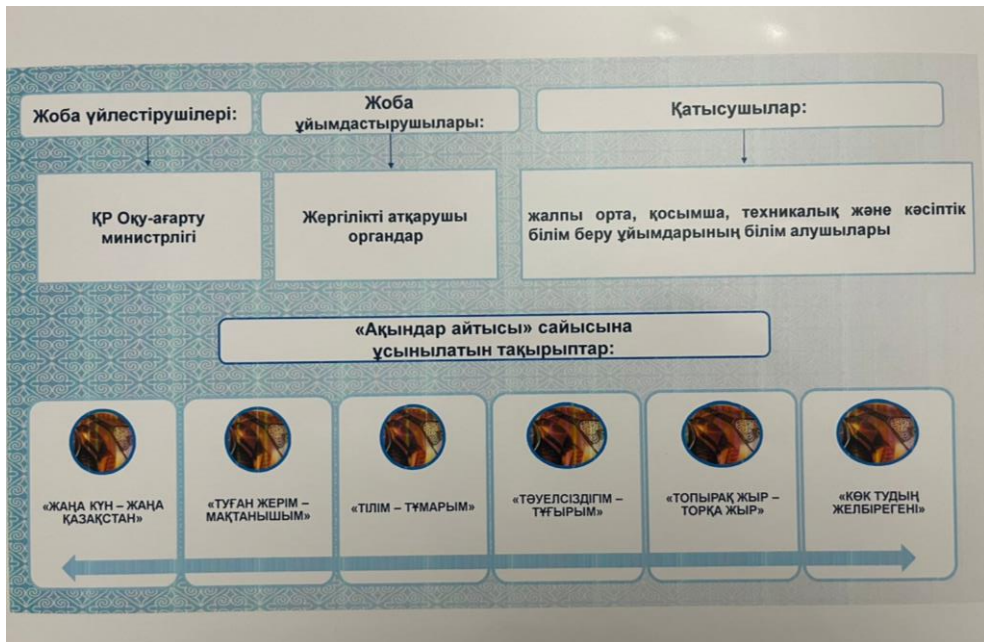 Жоба үйлестірушілері:
Жоба
ұйымдастырушылары:
Қатысушылар:
ҚР Оқу-ағарту
министрлігі
Жергілікті атқарушы
органдар
жалпы орта, қосымша, техникалық және кәсіптік
білім беру ұйымдарының білім алушылары
«Ақындар айтысы» сайысына
ұсынылатын тақырыптар:
«ЖАҢА КҮН – ЖАҢА
ҚАЗАҚСТАН»
«ТУҒАН ЖЕРІМ –
МАҚТАНЫШЫМ»
«ТІЛІМ – ТҰМАРЫМ»
«ТӘУЕЛСІЗДІГІМ –
ТҰҒЫРЫМ»
«ТОПЫРАҚ ЖЫР –
ТОРҚА ЖЫР»
«КӨК ТУДЫҢ
ЖЕЛБІРЕГЕНІ»